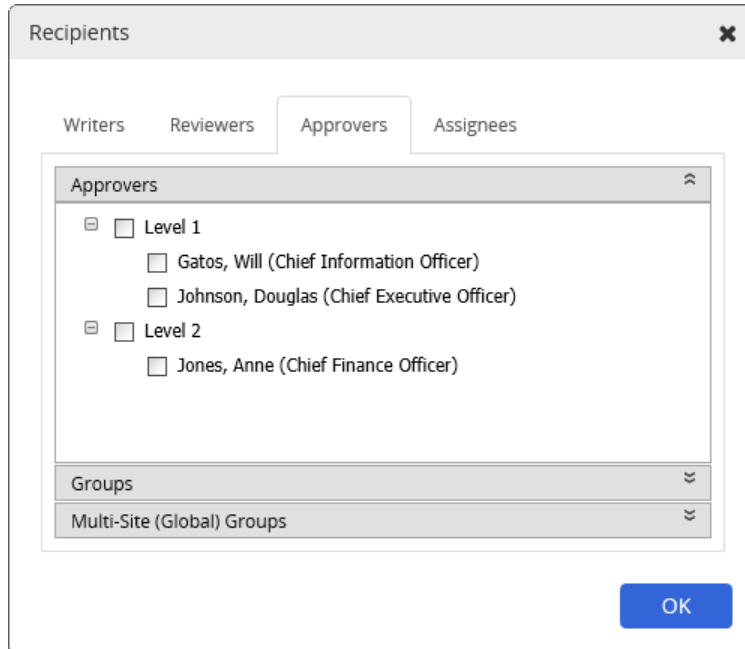 Recipients
Writers Reviewers Approvers Assignees
Approvers
Level 1
Gatos, Will (Chief Information Officer)
Johnson, Douglas (Chief Executive Officer)
Level 2
Jones, Anne (Chief Finance Officer)
Groups
Multi-Site (Global) Groups
OK